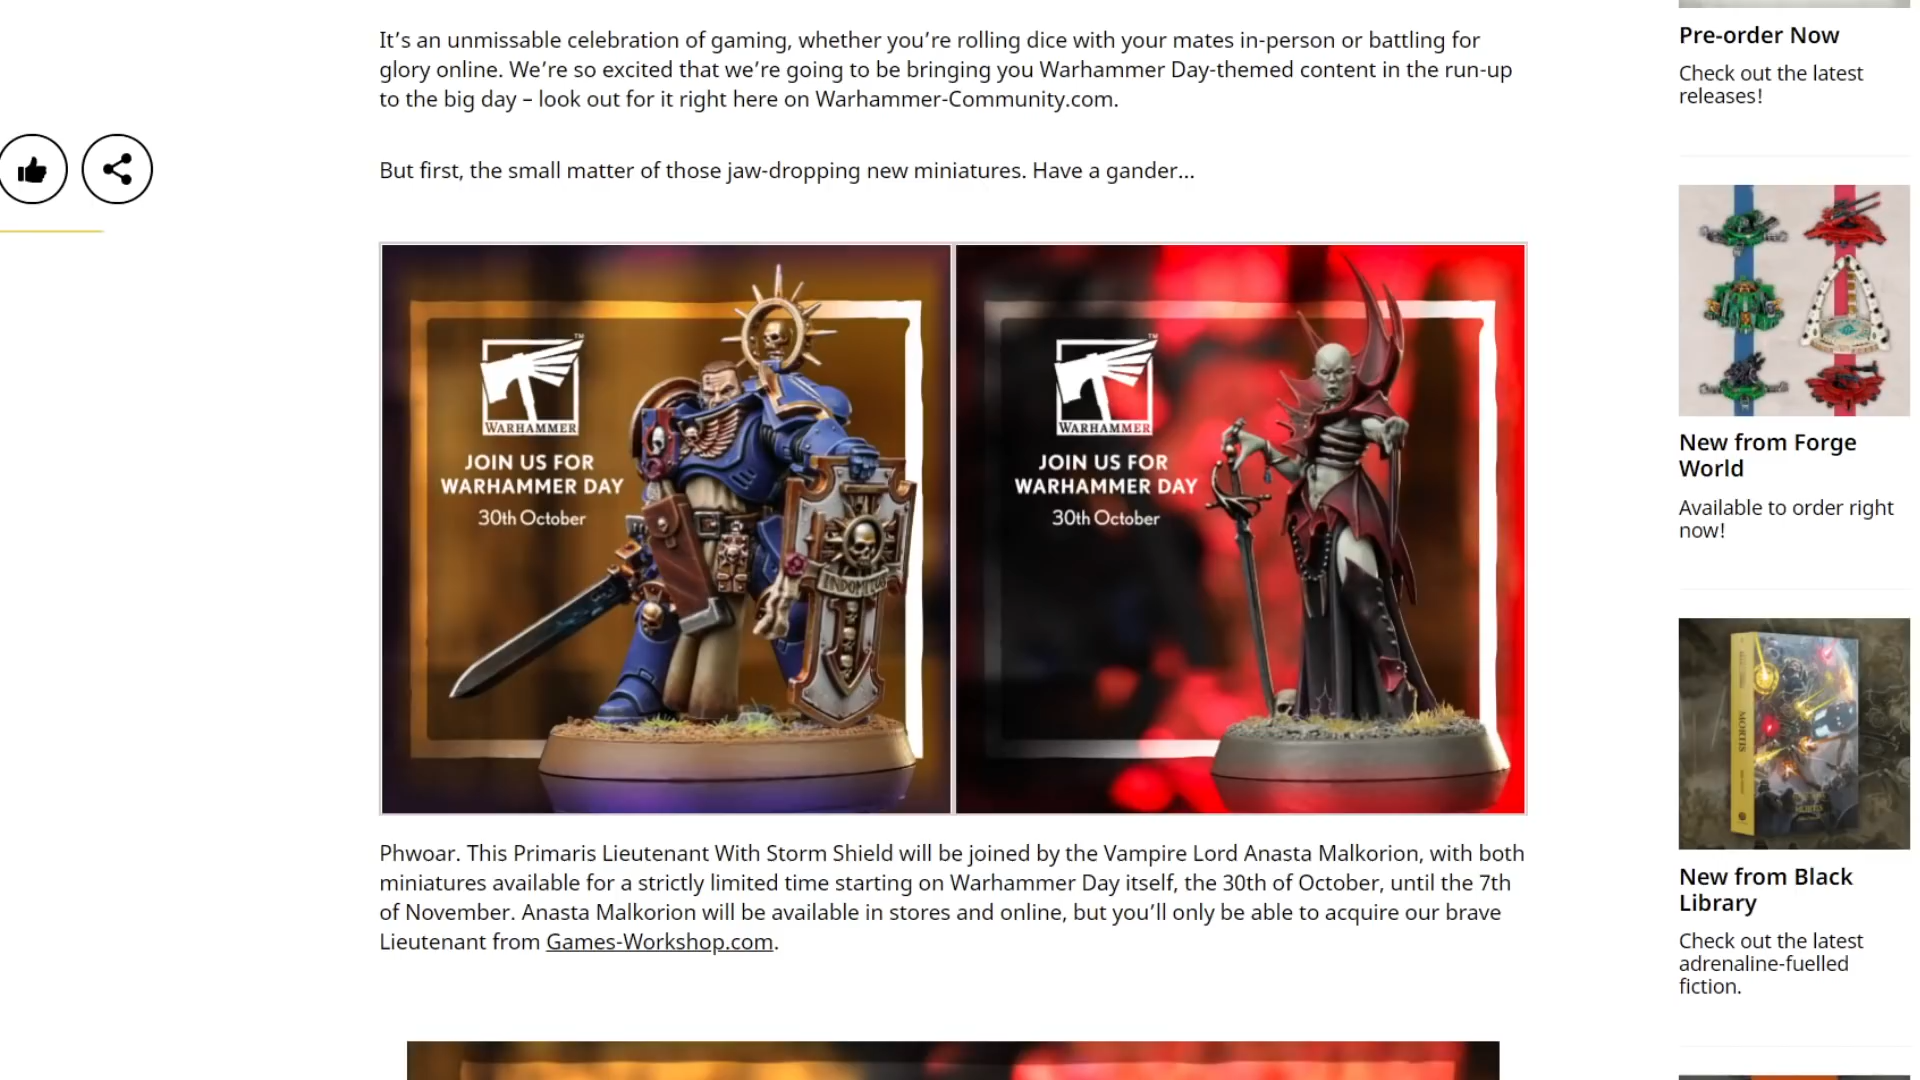 It’s an unmissable celebration of gaming, whether you’re rolling dice with your mates in-person or battling for
glory online. We’re so excited that we’re going to be bringing you Warhammer Day-themed content in the run-up
to the big day – look out for it right here on Warhammer-Community.com.
But first, the small matter of those jaw-dropping new miniatures. Have a gander...
TM
WARHAMMER
JOIN US FOR
WARHAMMER DAY
30th October
INDOMITUS
TM
WARHAMMER
JOIN US FOR
WARHAMMER DAY
30th October
Phwoar. This Primaris Lieutenant With Storm Shield will be joined by the Vampire Lord Anasta Malkorion, with both
miniatures available for a strictly limited time starting on Warhammer Day itself, the 30th of October, until the 7th
of November. Anasta Malkorion will be available in stores and online, but you’ll only be able to acquire our brave
Lieutenant from Games-Workshop.com.
Pre-order Now
Check out the latest
releases!
New from Forge
World
Available to order right
now!
MORTIS
New from Black
Library
Check out the latest
adrenaline-fuelled
fiction.